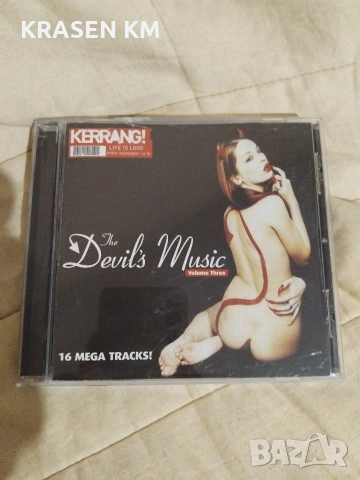 KRASEN KM
KERRANG!
LIFE IS LOUD
The
Devil's Music
Volume Three
16 MEGA TRACKS!
BAZAR